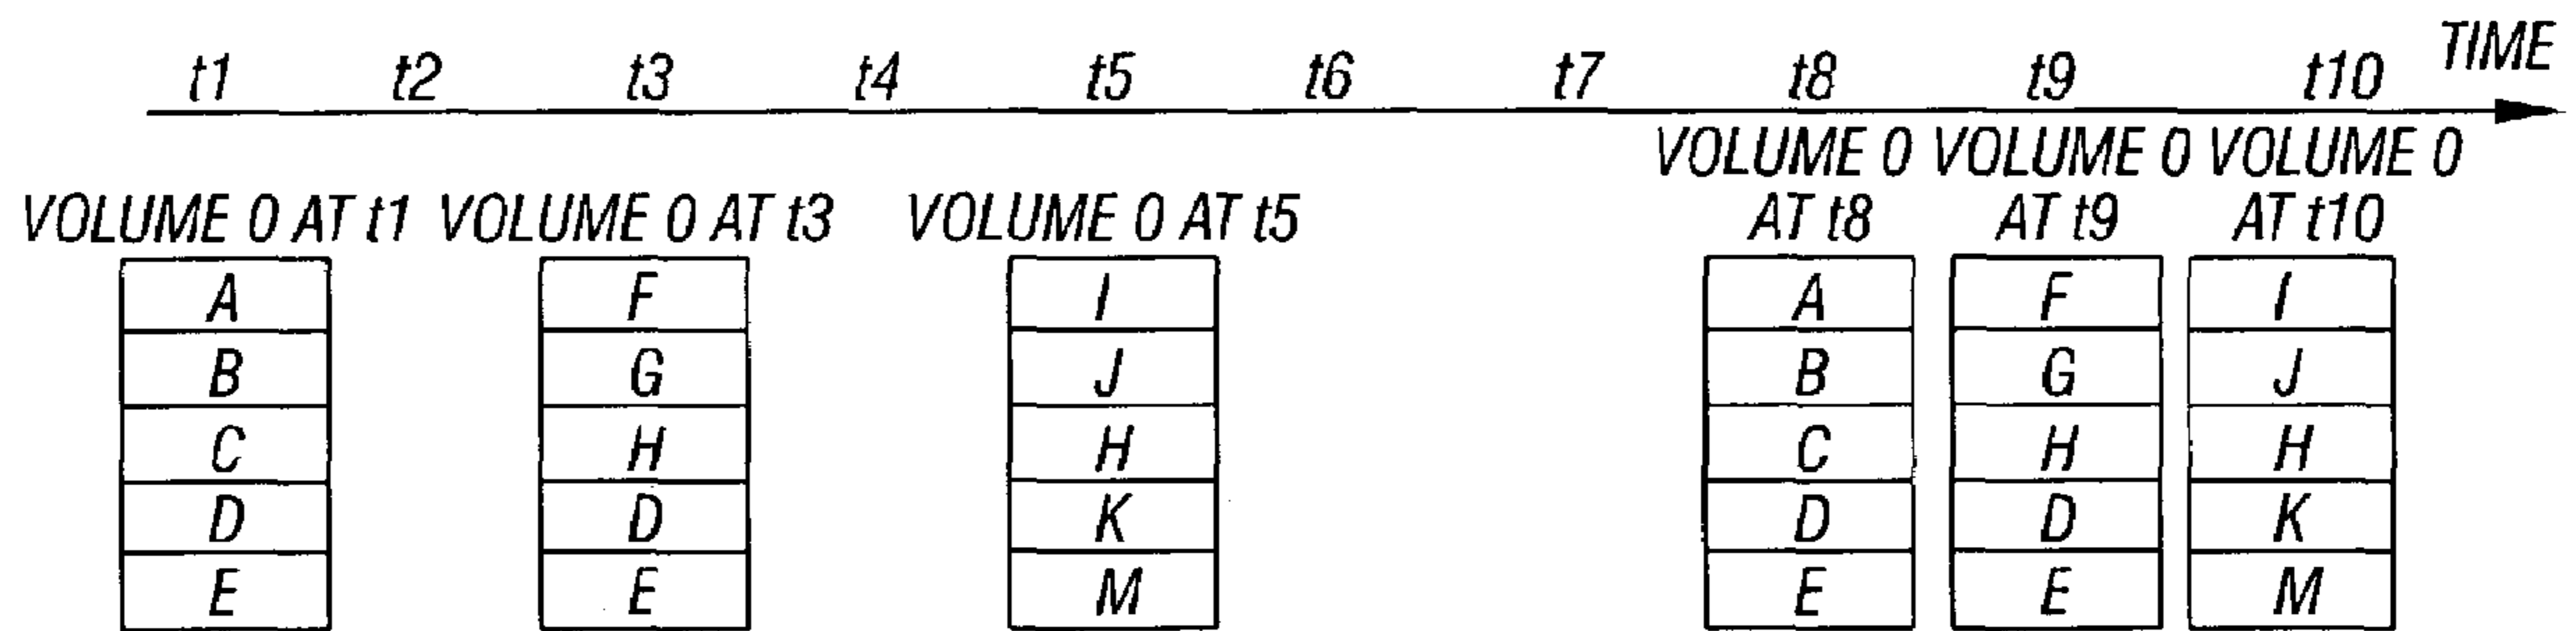 t1 t2 t3 t4 t5 t6 t7 t8 t9 t10 TIME
VOLUME 0 VOLUME 0 VOLUME 0
VOLUME 0 AT t1 VOLUME 0 AT t3 VOLUME 0 AT t5 AT t8 AT t9 AT t10
A F I A F I
B G J B G J
C H H C H H
D D K D D K
E E M E E M